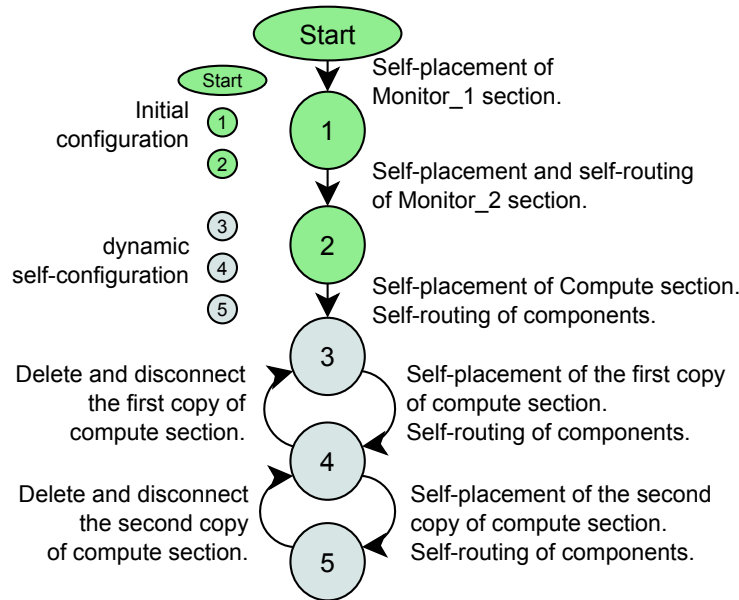 Start
Self-placement of
Monitor_1 section.
Start
Initial
configuration
1
2
1
Self-placement and self-routing
of Monitor_2 section.
2
dynamic
self-configuration
3
4
5
Self-placement of Compute section.
Self-routing of components.
3
Delete and disconnect
the first copy of
compute section.
Self-placement of the first copy
of compute section.
Self-routing of components.
4
Delete and disconnect
the second copy
of compute section.
Self-placement of the second
copy of compute section.
Self-routing of components.
5